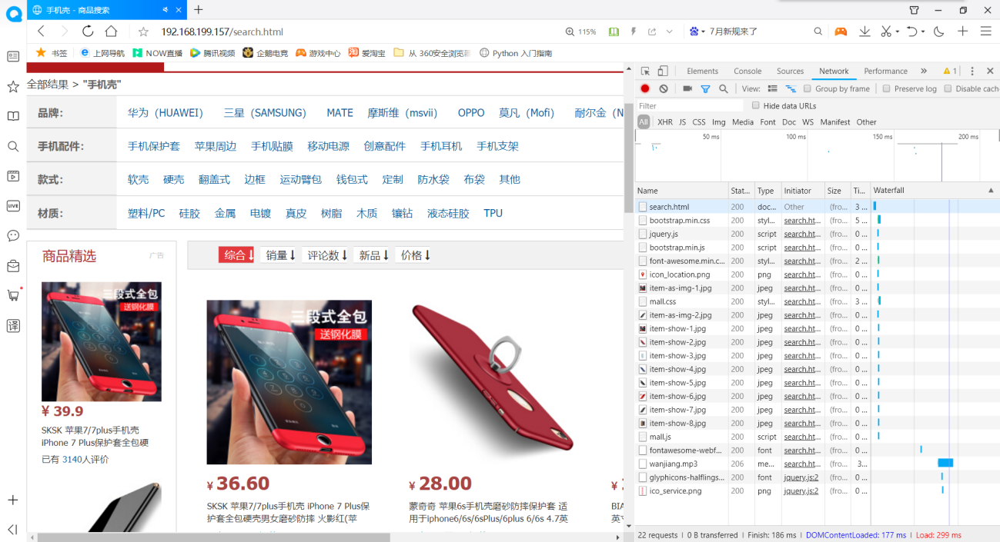 手机壳 - 商品搜索
192.168.199.157/search.html
115%
7月新规来了
书签 上网导航 NOW直播 腾讯视频 企鹅电竞 游戏中心 爱淘宝 从 360安全浏览器 Python 入门指南
LIVE
译
全部结果 > "手机壳"
品牌： 华为（HUAWEI） 三星（SAMSUNG） MATE 摩斯维（msvii） OPPO 莫凡（Mofi） 耐尔金（N
手机配件： 手机保护套 苹果周边 手机贴膜 移动电源 创意配件 手机耳机 手机支架
款式： 软壳 硬壳 翻盖式 边框 运动臂包 钱包式 定制 防水袋 布袋 其他
材质： 塑料/PC 硅胶 金属 电镀 真皮 树脂 木质 镶钻 液态硅胶 TPU
商品精选 广告
三段式全包
送钢化膜
¥ 39.9
SKSK 苹果7/7plus手机壳
iPhone 7 Plus保护套全包硬
已有 3140人评价
综合↓ 销量↓ 评论数↓ 新品↓ 价格↓
三段式全包
送钢化膜
¥ 36.60
SKSK 苹果7/7plus手机壳 iPhone 7 Plus保
护套全包硬壳男女磨砂防摔 火影红(苹
¥ 28.00
蒙奇奇 苹果6s手机壳磨砂防摔保护套 适
用于iphone6/6s/6sPlus/6plus 6/6s 4.7英
¥
BIA
英寸
Elements Console Sources Network Performance » 1
View: Group by frame Preserve log Disable cach
Filter Hide data URLs
All XHR JS CSS Img Media Font Doc WS Manifest Other
50 ms 100 ms 150 ms 200 ms
Name Stat... Type Initiator Size Ti... Waterfall
search.html 200 doc... Other (fro... 3 ...
bootstrap.min.css 200 styl... search.ht... (fro... 5 ...
jquery.js 200 script search.ht... (fro... 0 ...
bootstrap.min.js 200 script search.ht... (fro... 0 ...
font-awesome.min.c... 200 styl... search.ht... (fro... 2 ...
icon_location.png 200 png search.ht... (fro... 0 ...
item-as-img-1.jpg 200 jpeg search.ht... (fro... 0 ...
mall.css 200 styl... search.ht... (fro... 3 ...
item-as-img-2.jpg 200 jpeg search.ht... (fro... 0 ...
item-show-1.jpg 200 jpeg search.ht... (fro... 0 ...
item-show-2.jpg 200 jpeg search.ht... (fro... 0 ...
item-show-3.jpg 200 jpeg search.ht... (fro... 0 ...
item-show-4.jpg 200 jpeg search.ht... (fro... 0 ...
item-show-5.jpg 200 jpeg search.ht... (fro... 0 ...
item-show-6.jpg 200 jpeg search.ht... (fro... 0 ...
item-show-7.jpg 200 jpeg search.ht... (fro... 0 ...
item-show-8.jpg 200 jpeg search.ht... (fro... 0 ...
mall.js 200 script search.ht... (fro... 0 ...
fontawesome-webf... 200 font search.ht... (fro... 0 ...
wanjiang.mp3 206 me... search.ht... (fro... 3...
glyphicons-halflings... 200 font jquery.js:2 (fro... 0 ...
ico_service.png 200 png jquery.js:2 (fro... 0 ...
22 requests | 0 B transferred | Finish: 186 ms | DOMContentLoaded: 177 ms | Load: 299 ms